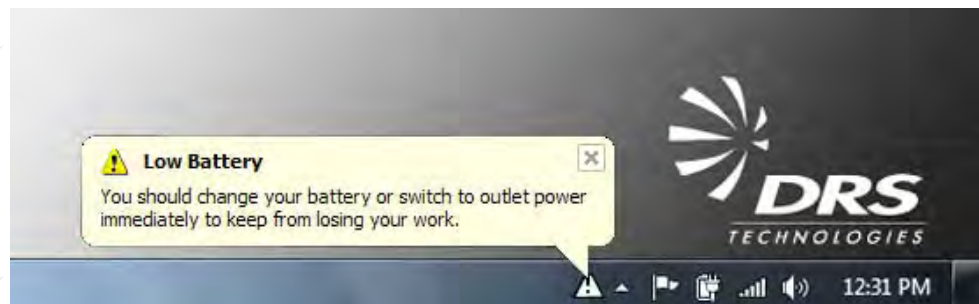 Low Battery
You should change your battery or switch to outlet power
immediately to keep from losing your work.
DRS
TECHNOLOGIES
12:31 PM